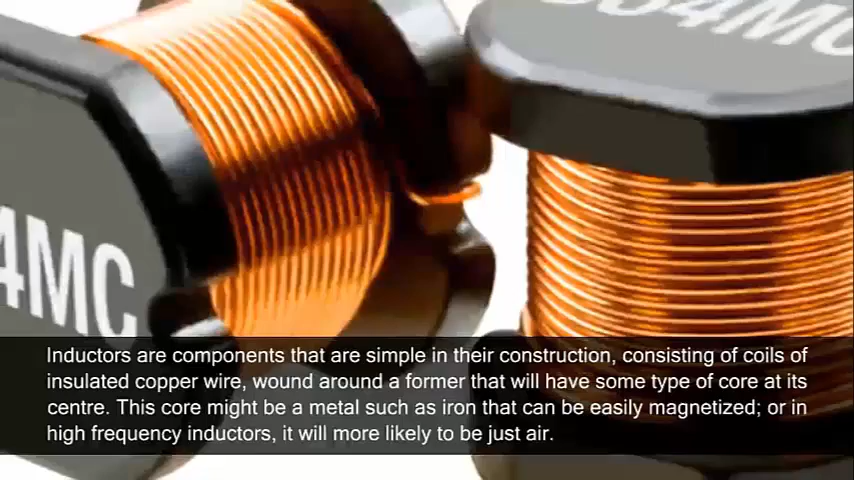 4MC
Inductors are components that are simple in their construction, consisting of coils of
insulated copper wire, wound around a former that will have some type of core at its
centre. This core might be a metal such as iron that can be easily magnetized; or in
high frequency inductors, it will more likely to be just air.